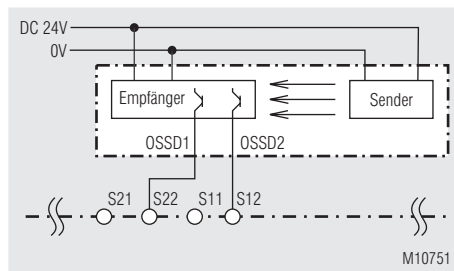 DC 24V
0V
Empfänger
Sender
OSSD1
OSSD2
S21
S22
S11
S12
M10751